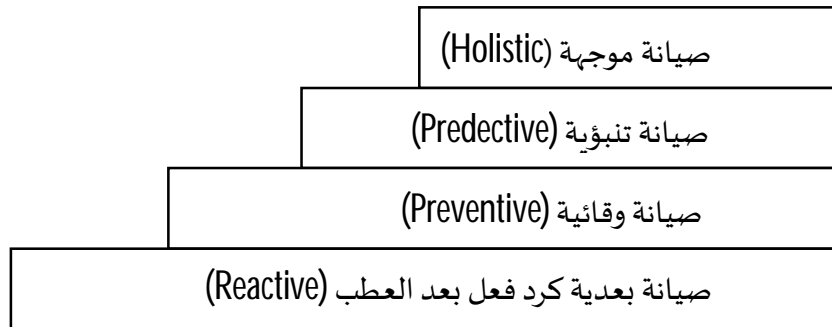 صيانة موجهة (Holistic)
صيانة تنبؤية (Predective)
صيانة وقائية (Preventive)
صيانة بعدية كرد فعل بعد العطب (Reactive)